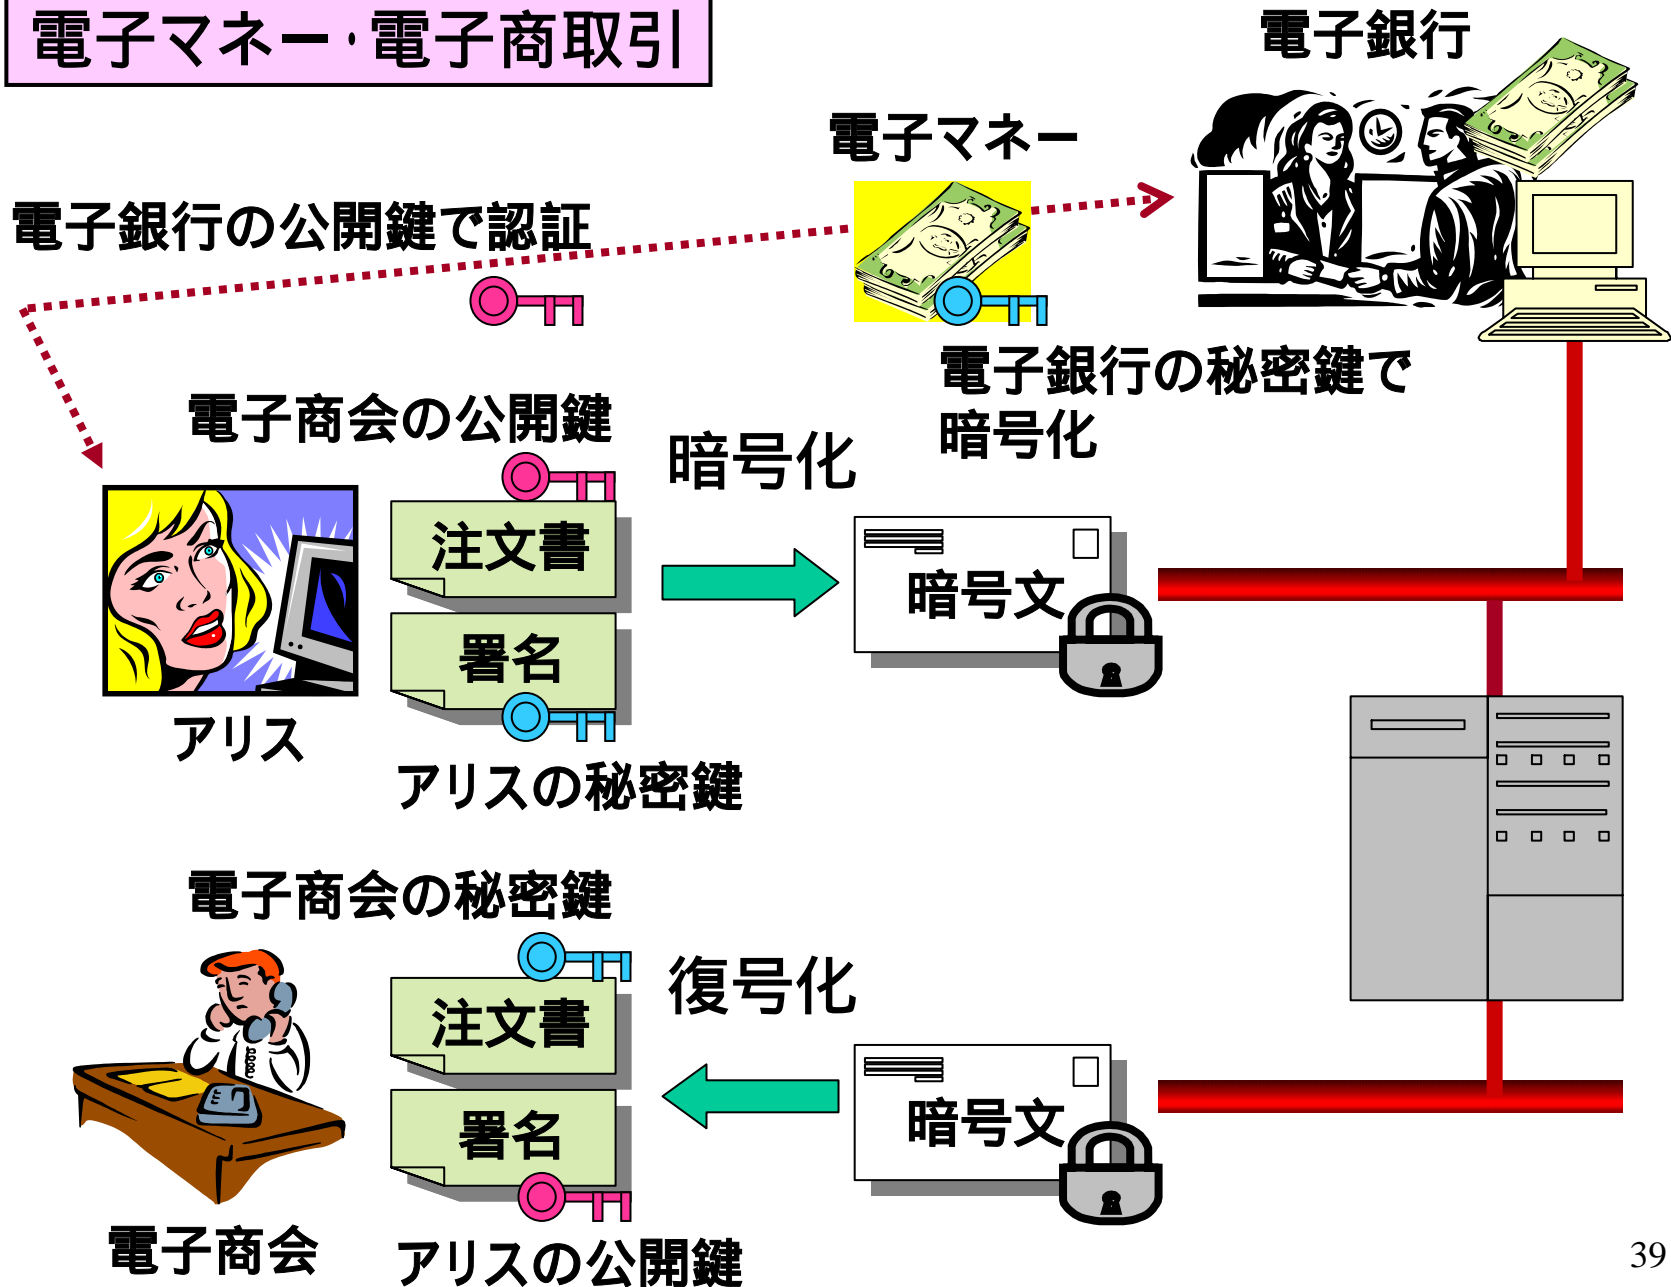 電子マネー・電子商取引
電子銀行
電子マネー
電子銀行の公開鍵で認証
電子銀行の秘密鍵で
暗号化
電子商会の公開鍵
暗号化
注文書
暗号文
署名
アリス
アリスの秘密鍵
電子商会の秘密鍵
復号化
注文書
暗号文
署名
電子商会
アリスの公開鍵
39